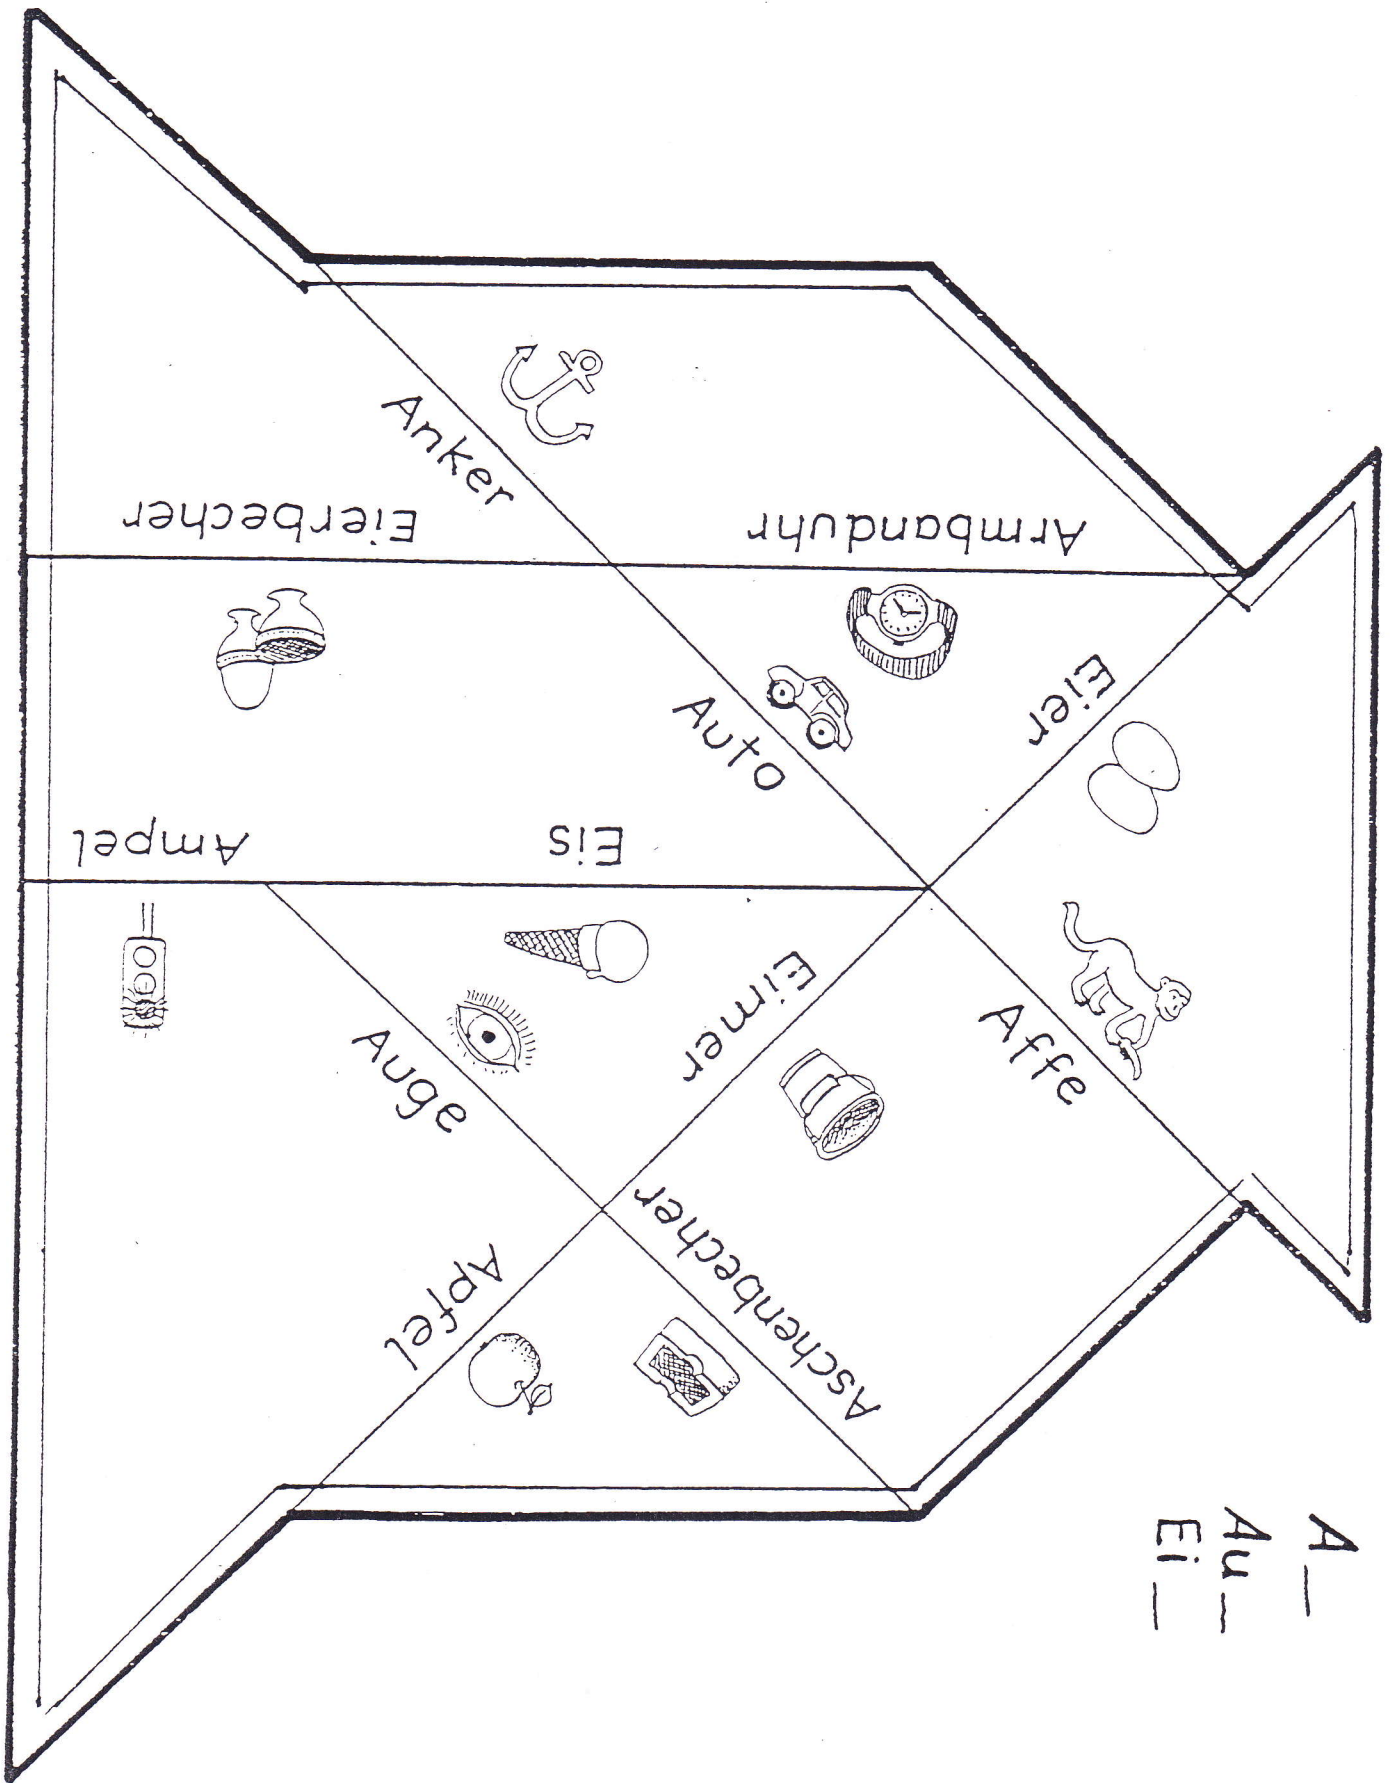 A_
Au_
Ei_
Eier
Affe
Armbanduhr
Auto
Eimer
Aschenbecher
Anker
Eis
Auge
Apfel
Eierbecher
Ampel